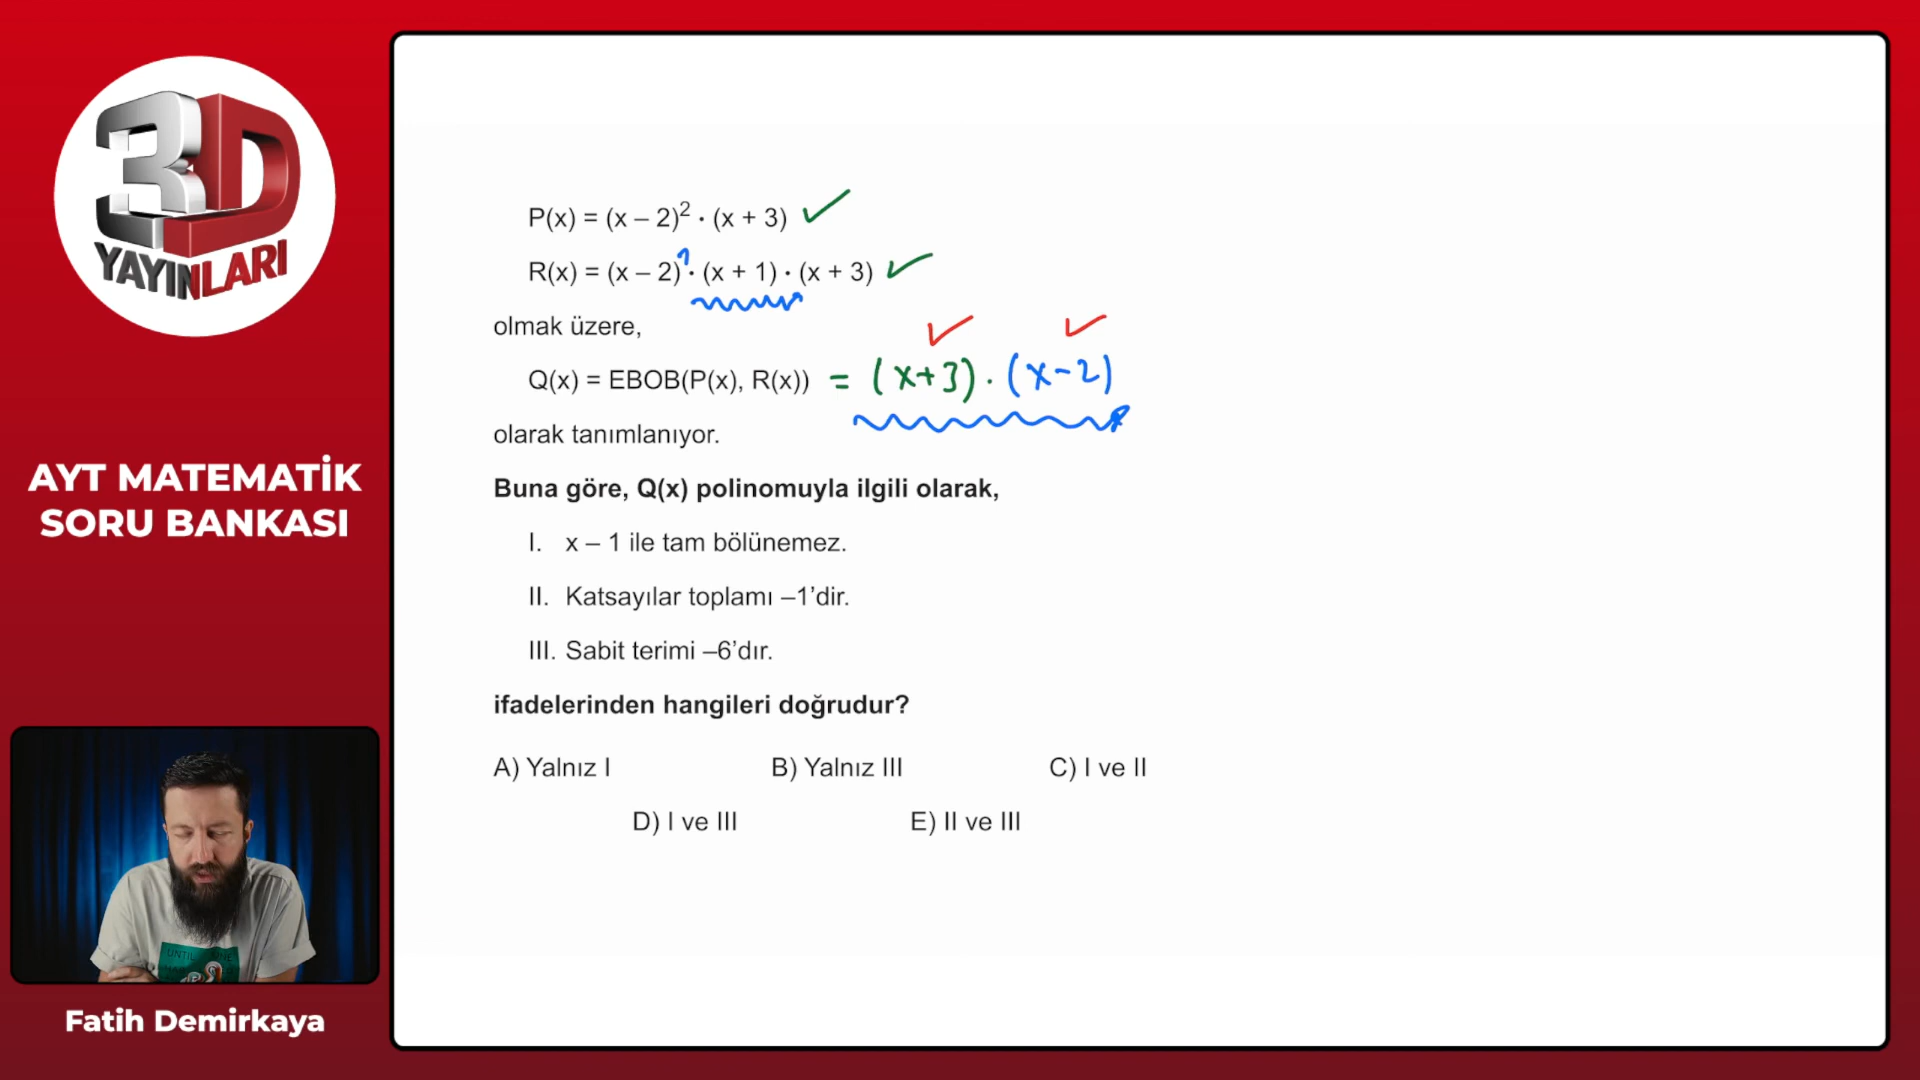 3D
YAYINLARI
AYT MATEMATİK
SORU BANKASI
Fatih Demirkaya
P(x) = (x – 2)² · (x + 3) ✓
R(x) = (x – 2)¹ · (x + 1) · (x + 3) ✓
olmak üzere,
Q(x) = EBOB(P(x), R(x)) = (x+3) · (x-2)
olarak tanımlanıyor.
Buna göre, Q(x) polinomuyla ilgili olarak,
I. x – 1 ile tam bölünemez.
II. Katsayılar toplamı –1’dir.
III. Sabit terimi –6’dır.
ifadelerinden hangileri doğrudur?
A) Yalnız I B) Yalnız III C) I ve II
D) I ve III E) II ve III